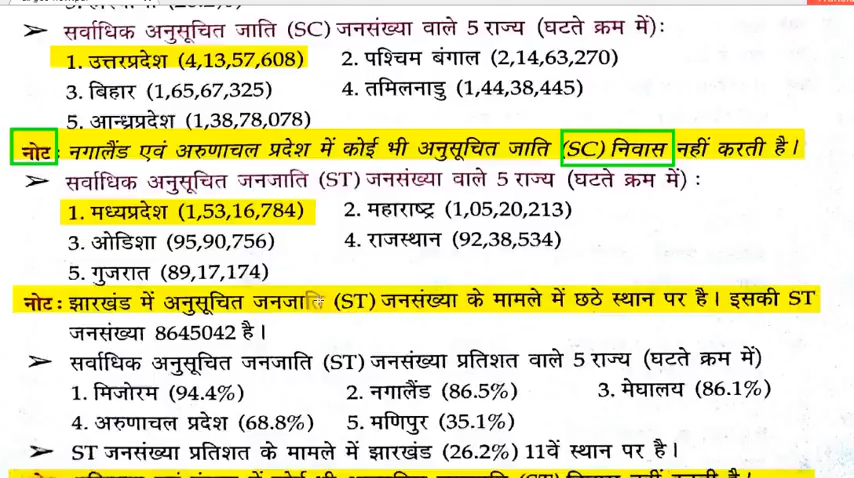 ➢ सर्वाधिक अनुसूचित जाति (SC) जनसंख्या वाले 5 राज्य (घटते क्रम में):
1. उत्तरप्रदेश (4,13,57,608) 2. पश्चिम बंगाल (2,14,63,270)
3. बिहार (1,65,67,325) 4. तमिलनाडु (1,44,38,445)
5. आन्ध्रप्रदेश (1,38,78,078)
नोट: नगालैंड एवं अरुणाचल प्रदेश में कोई भी अनुसूचित जाति (SC) निवास नहीं करती है।
➢ सर्वाधिक अनुसूचित जनजाति (ST) जनसंख्या वाले 5 राज्य (घटते क्रम में) :
1. मध्यप्रदेश (1,53,16,784) 2. महाराष्ट्र (1,05,20,213)
3. ओडिशा (95,90,756) 4. राजस्थान (92,38,534)
5. गुजरात (89,17,174)
नोट: झारखंड में अनुसूचित जनजाति (ST) जनसंख्या के मामले में छठे स्थान पर है। इसकी ST
जनसंख्या 8645042 है।
➢ सर्वाधिक अनुसूचित जनजाति (ST) जनसंख्या प्रतिशत वाले 5 राज्य (घटते क्रम में)
1. मिजोरम (94.4%) 2. नगालैंड (86.5%) 3. मेघालय (86.1%)
4. अरुणाचल प्रदेश (68.8%) 5. मणिपुर (35.1%)
➢ ST जनसंख्या प्रतिशत के मामले में झारखंड (26.2%) 11वें स्थान पर है।